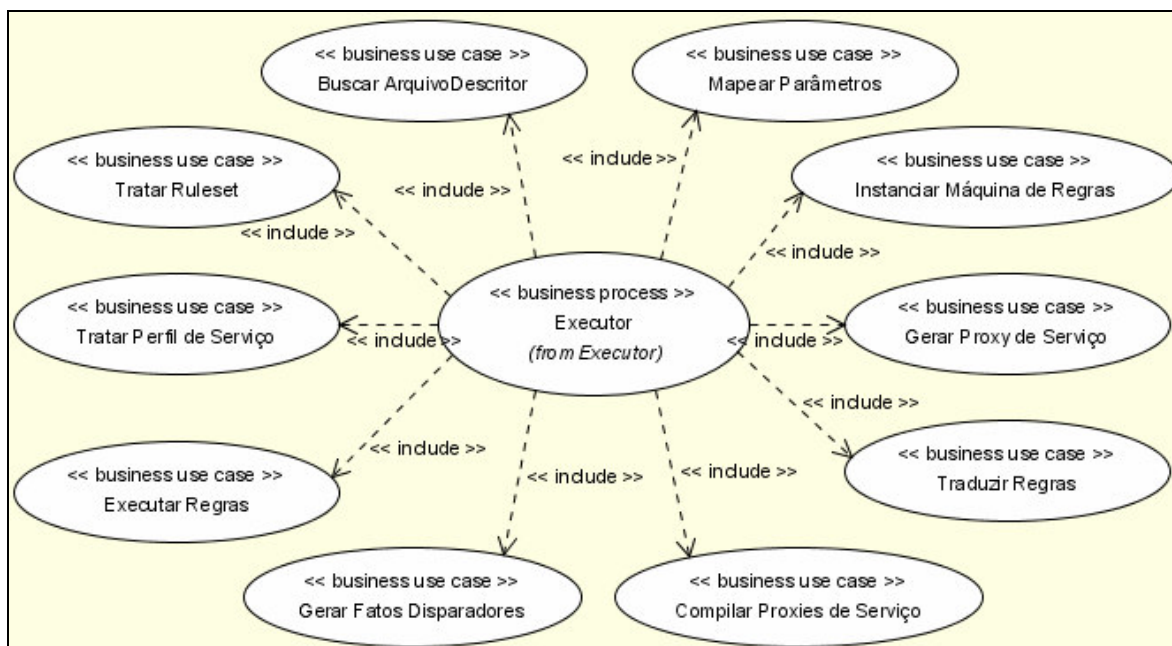 << business use case >>
Buscar ArquivoDescritor
<< business use case >>
Mapear Parâmetros
<< include >>
<< include >>
<< business use case >>
Tratar Ruleset
<< include >>
<< business use case >>
Instanciar Máquina de Regras
<< include >>
<< business use case >>
Tratar Perfil de Serviço
<< include >>
<< business process >>
Executor
(from Executor)
<< include >>
<< business use case >>
Gerar Proxy de Serviço
<< include >>
<< include >>
<< business use case >>
Executar Regras
<< business use case >>
Traduzir Regras
<< include >>
<< include >>
<< business use case >>
Gerar Fatos Disparadores
<< business use case >>
Compilar Proxies de Serviço